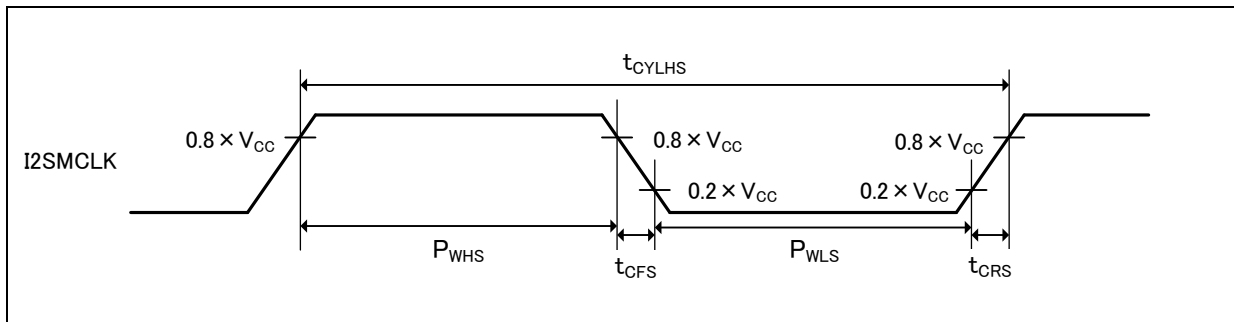 tCYLHS
0.8 × VCC
0.8 × VCC
0.8 × VCC
I2SMCLK
0.2 × VCC
0.2 × VCC
PWHS
PWLS
tCFS
tCRS